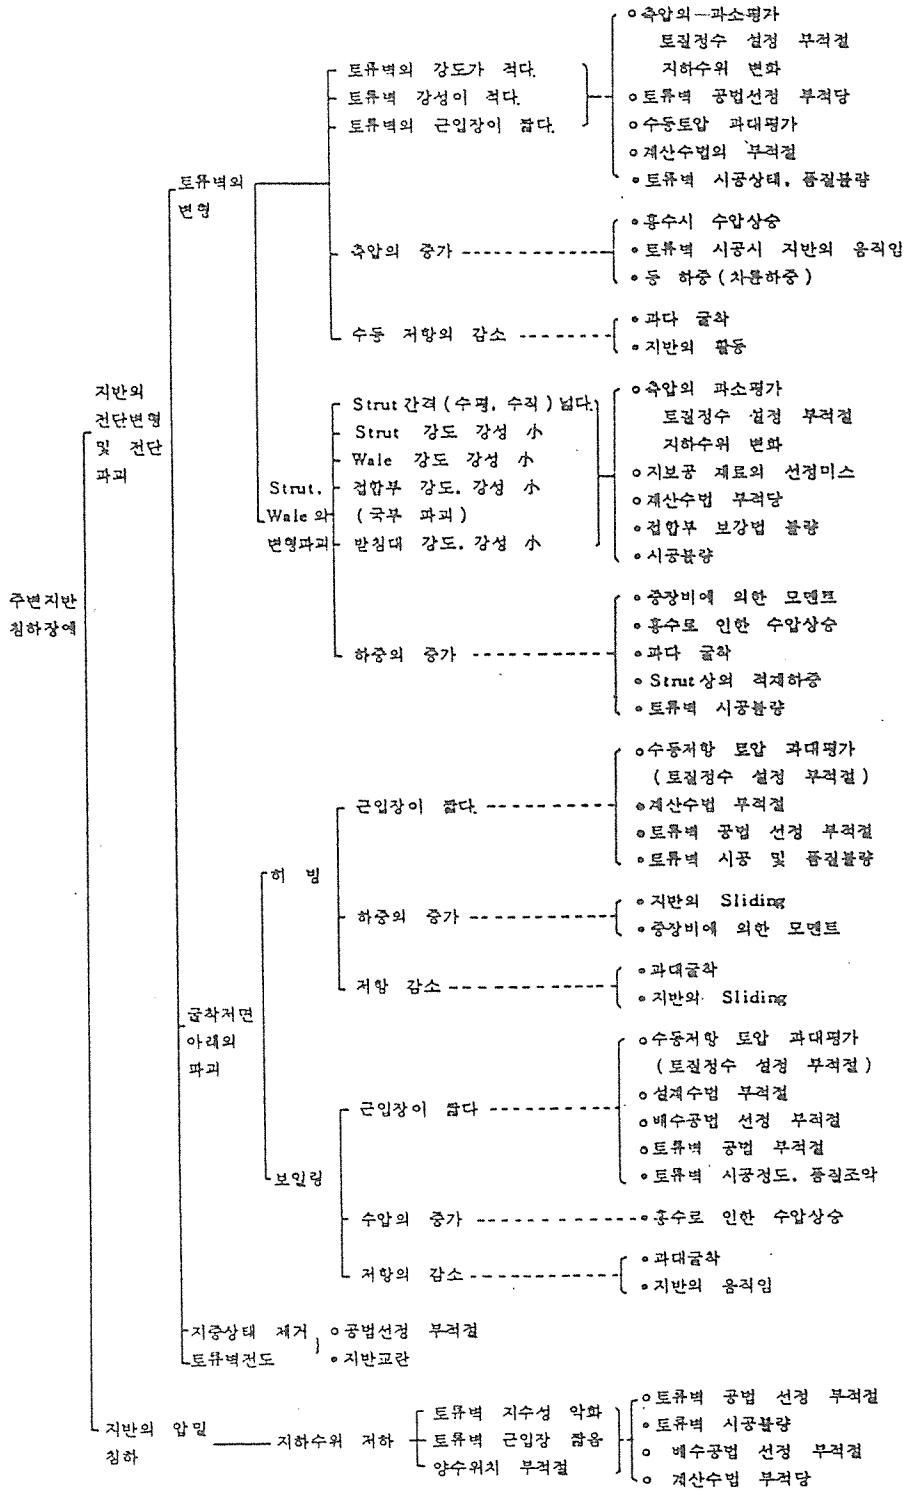 주변지반
침하장애
지반의
전단변형
및 전단
파괴
토류벽의
변형
토류벽의 강도가 적다.
토류벽 강성이 적다.
토류벽의 근입장이 짧다.
○측압의 과소평가
토질정수 설정 부적절
지하수위 변화
○토류벽 공법선정 부적당
○수동토압 과대평가
○계산수법의 부적절
•토류벽 시공상태, 품질불량
측압의 증가
•홍수시 수압상승
•토류벽 시공시 지반의 움직임
•등 하중 (차륜하중)
수동 저항의 감소
•과다 굴착
•지반의 활동
Strut,
Wale의
변형파괴
Strut간격 (수평, 수직) 넓다.
Strut 강도 강성 小
Wale 강도 강성 小
접합부 강도, 강성 小
(국부 파괴)
받침대 강도, 강성 小
○측압의 과소평가
토질정수 설정 부적절
지하수위 변화
○지보공 재료의 선정미스
○계산수법 부적당
•접합부 보강법 불량
•시공불량
하중의 증가
•중장비에 의한 모멘트
•홍수로 인한 수압상승
•과다 굴착
•Strut상의 적재하중
•토류벽 시공불량
굴착저면
아래의
파괴
히 빙
근입장이 짧다.
○수동저항 토압 과대평가
(토질정수 설정 부적절)
○계산수법 부적절
○토류벽 공법 선정 부적절
•토류벽 시공 및 품질불량
하중의 증가
•지반의 Sliding
•중장비에 의한 모멘트
저항 감소
•과대굴착
•지반의 Sliding
보일링
근입장이 짧다
○수동저항 토압 과대평가
(토질정수 설정 부적절)
○설계수법 부적절
○배수공법 선정 부적절
○토류벽 공법 부적절
•토류벽 시공정도, 품질조악
수압의 증가
•홍수로 인한 수압상승
저항의 감소
•과대굴착
•지반의 움직임
지중상태 제거
토류벽전도
○공법선정 부적절
•지반교란
지반의 압밀
침하
지하수위 저하
토류벽 지수성 악화
토류벽 근입장 짧음
양수위치 부적절
○토류벽 공법 선정 부적절
•토류벽 시공불량
○배수공법 선정 부적절
○계산수법 부적당